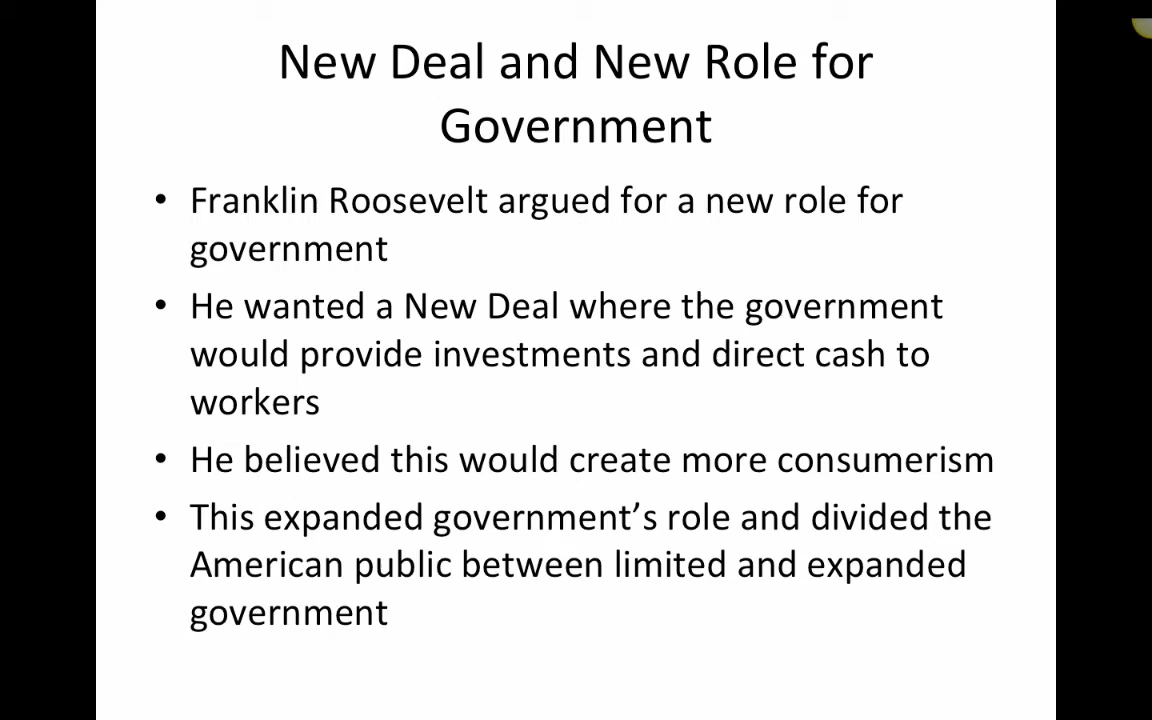 New Deal and New Role for
Government
• Franklin Roosevelt argued for a new role for
government
• He wanted a New Deal where the government
would provide investments and direct cash to
workers
• He believed this would create more consumerism
• This expanded government’s role and divided the
American public between limited and expanded
government